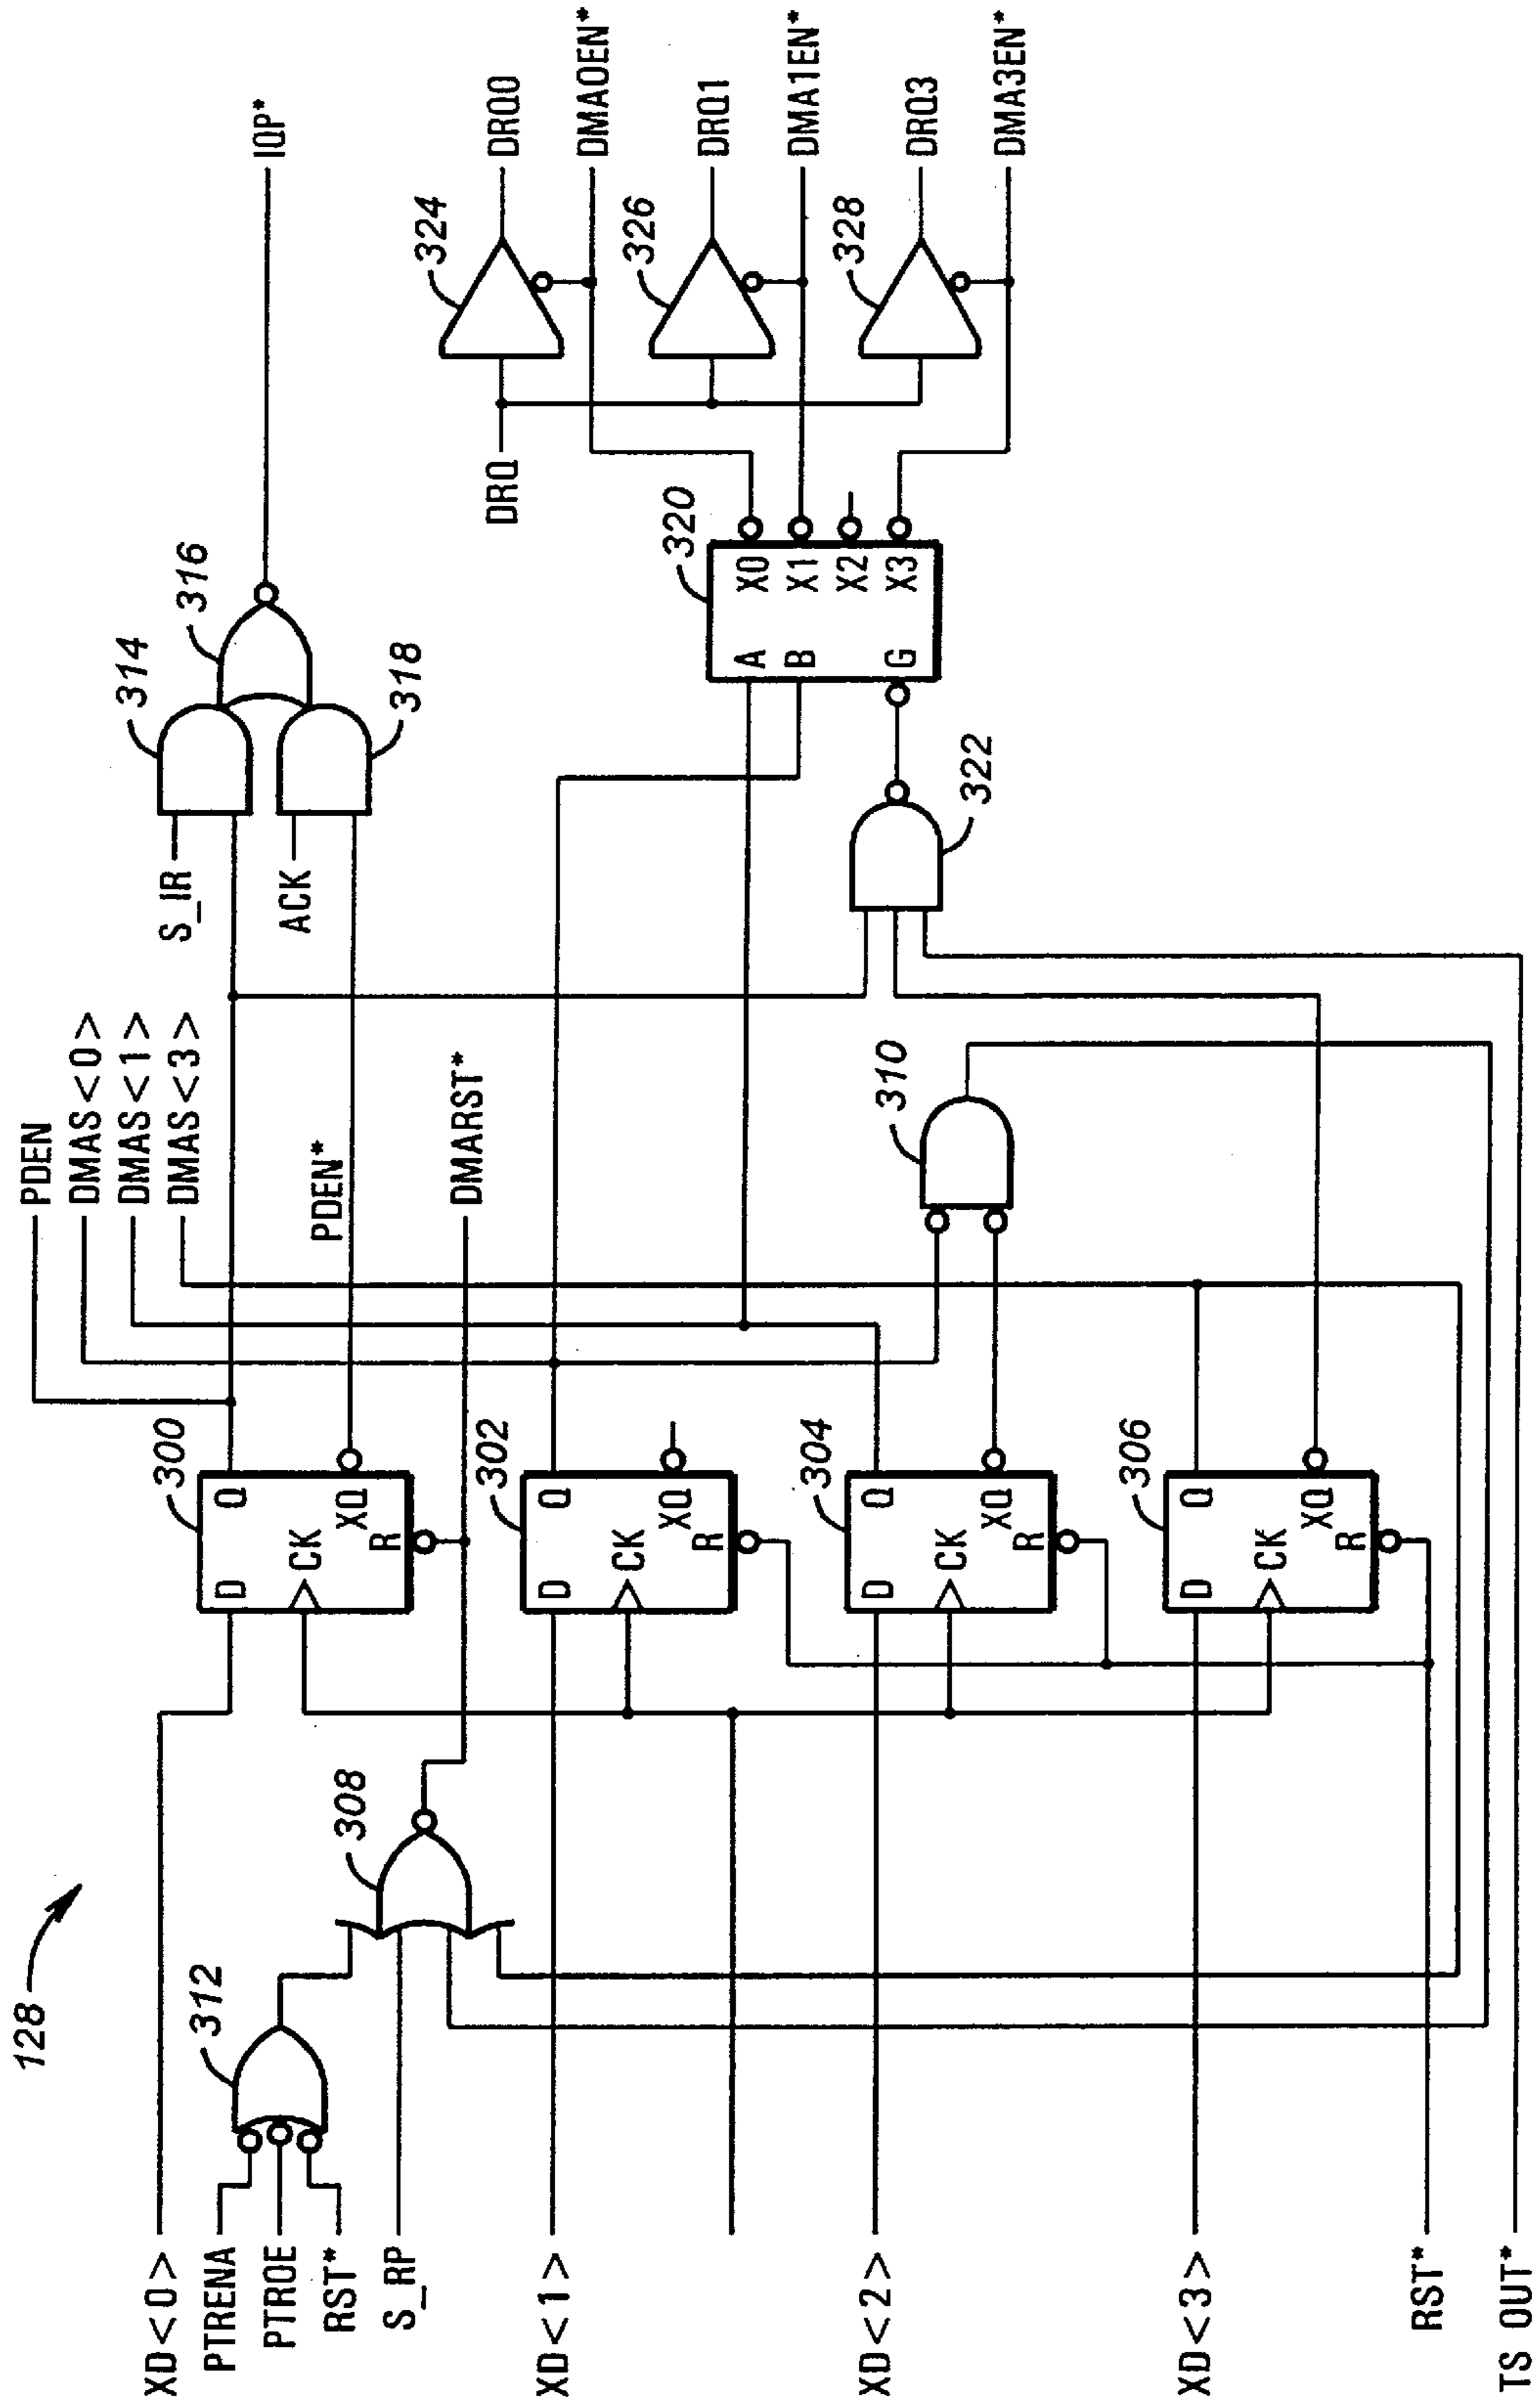 128
XD<0>
PTRENA
PTROE
RST*
S_RP
XD<1>
XD<2>
XD<3>
RST*
TS OUT*
312
308
300
D
Q
CK
XQ
R
302
D
Q
CK
XQ
R
304
D
Q
CK
XQ
R
306
D
Q
CK
XQ
R
PDEN
DMAS<0>
DMAS<1>
DMAS<3>
PDEN*
DMARST*
310
S_IR
ACK
314
316
318
IQP*
322
320
A
B
G
X0
X1
X2
X3
DRQ
324
326
328
DRQ0
DMA0EN*
DRQ1
DMA1EN*
DRQ3
DMA3EN*